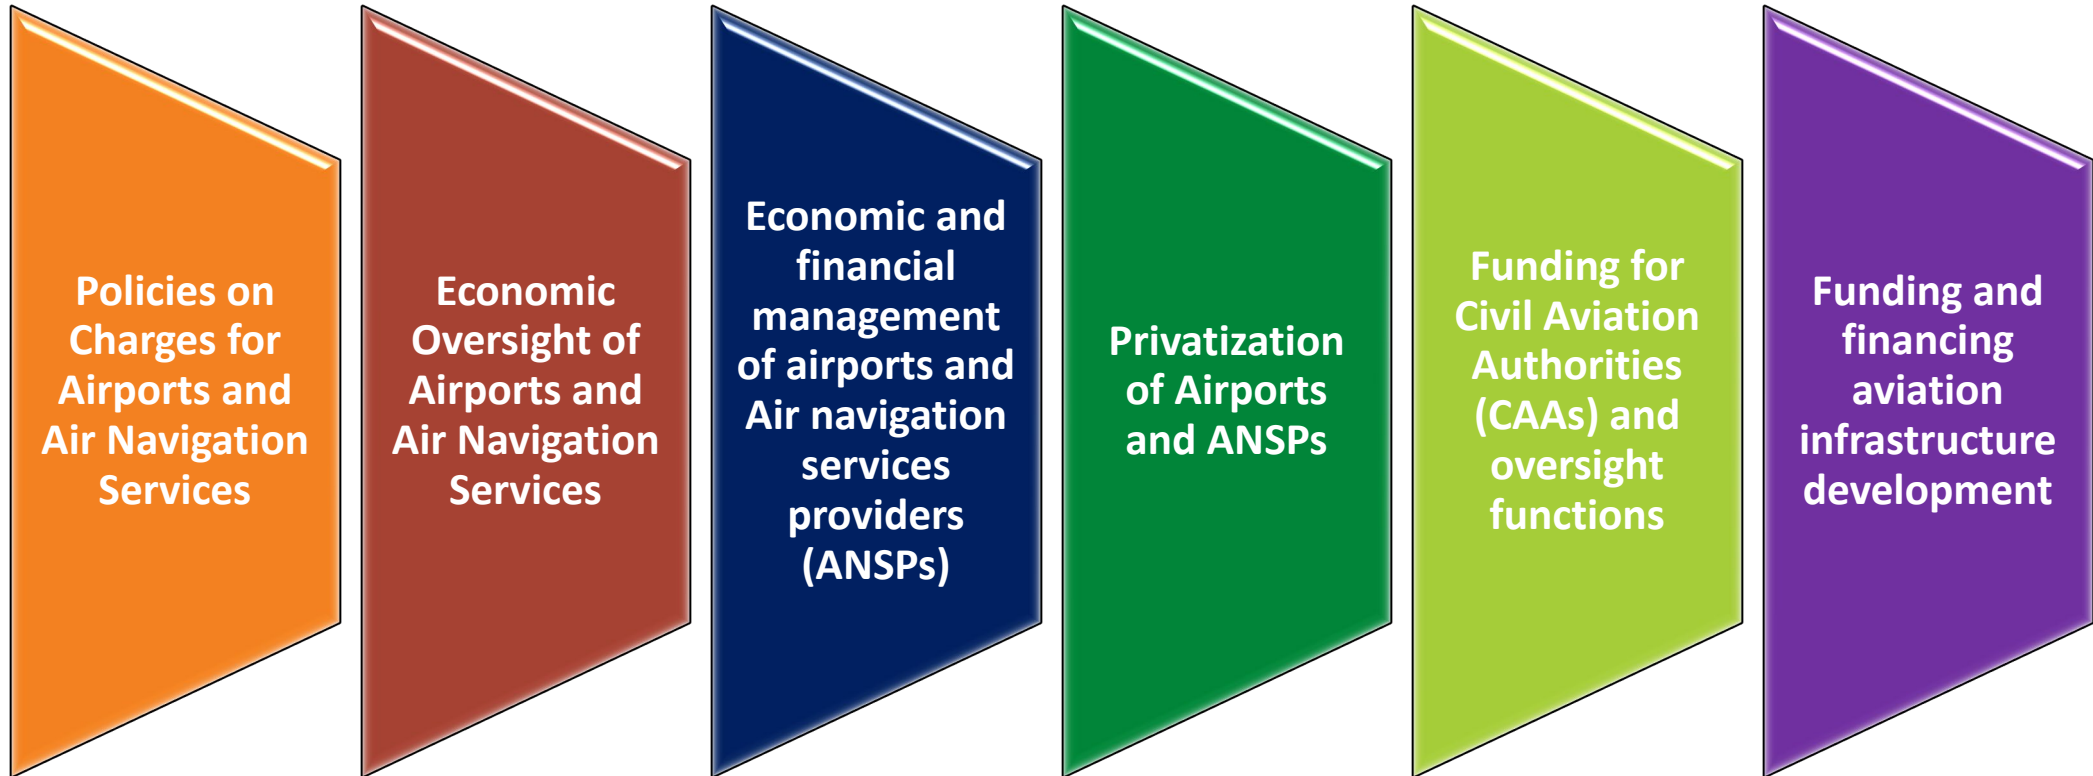 Policies on
Charges for
Airports and
Air Navigation
Services
Economic
Oversight of
Airports and
Air Navigation
Services
Economic and
financial
management
of airports and
Air navigation
services
providers
(ANSPs)
Privatization
of Airports
and ANSPs
Funding for
Civil Aviation
Authorities
(CAAs) and
oversight
functions
Funding and
financing
aviation
infrastructure
development